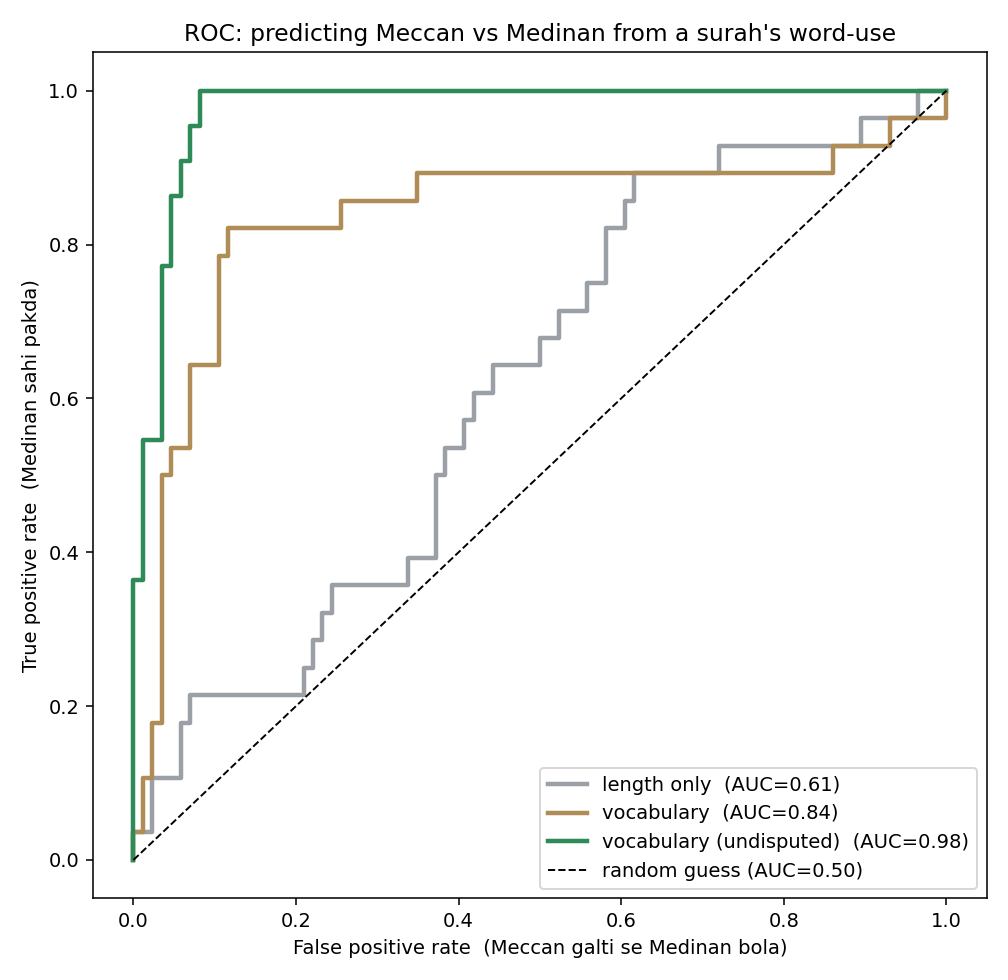 ROC: predicting Meccan vs Medinan from a surah's word-use
True positive rate  (Medinan sahi pakda)
1.0
0.8
0.6
0.4
0.2
0.0
length only  (AUC=0.61)
vocabulary  (AUC=0.84)
vocabulary (undisputed)  (AUC=0.98)
random guess (AUC=0.50)
0.0 0.2 0.4 0.6 0.8 1.0
False positive rate  (Meccan galti se Medinan bola)